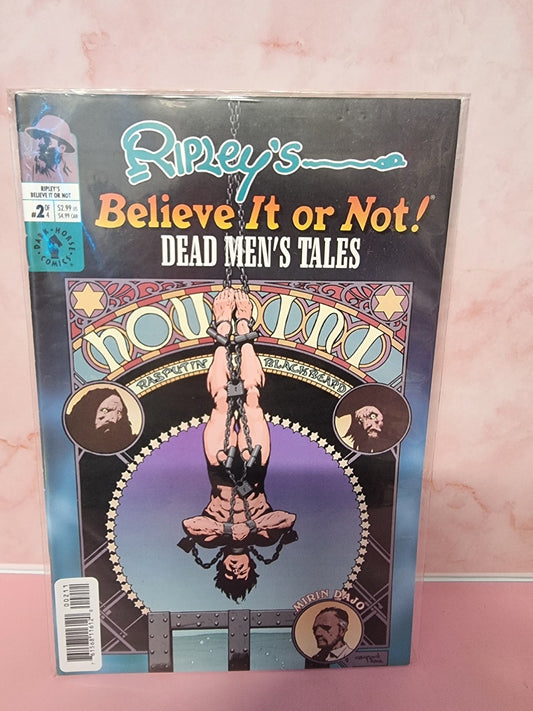 Ripley's
Believe It or Not!®
DEAD MEN'S TALES
RIPLEY'S
BELIEVE IT OR NOT
#2 OF 4
$2.99 US
$4.99 CAN
DARK HORSE COMICS®
HOUDINI
RASPUTIN
BLACKBEARD
MIRIN DAJO
00211